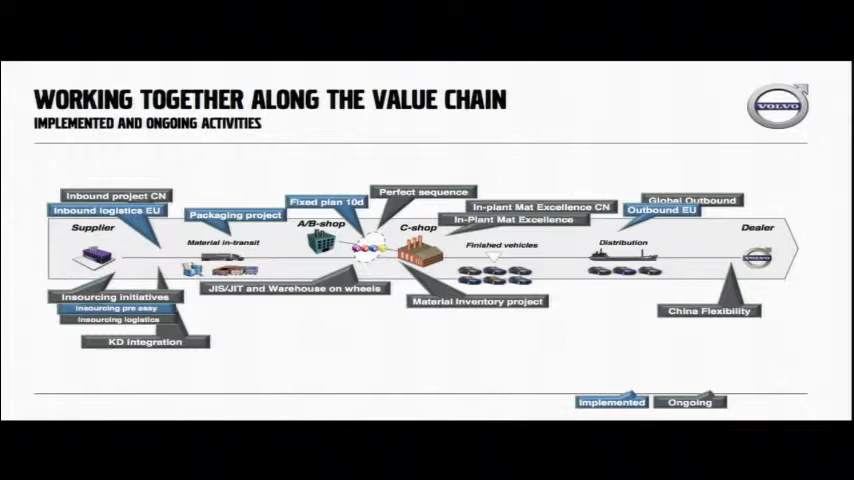 WORKING TOGETHER ALONG THE VALUE CHAIN
IMPLEMENTED AND ONGOING ACTIVITIES
VOLVO
Inbound project CN
Inbound logistics EU
Packaging project
Fixed plan 10d
Perfect sequence
In-plant Mat Excellence CN
In-Plant Mat Excellence
Global Outbound
Outbound EU
Supplier
Material in-transit
A/B-shop
C-shop
Finished vehicles
Distribution
Dealer
VOLVO
Insourcing initiatives
Insourcing pre assy
Insourcing logistics
KD Integration
JIS/JIT and Warehouse on wheels
Material Inventory project
China Flexibility
Implemented
Ongoing